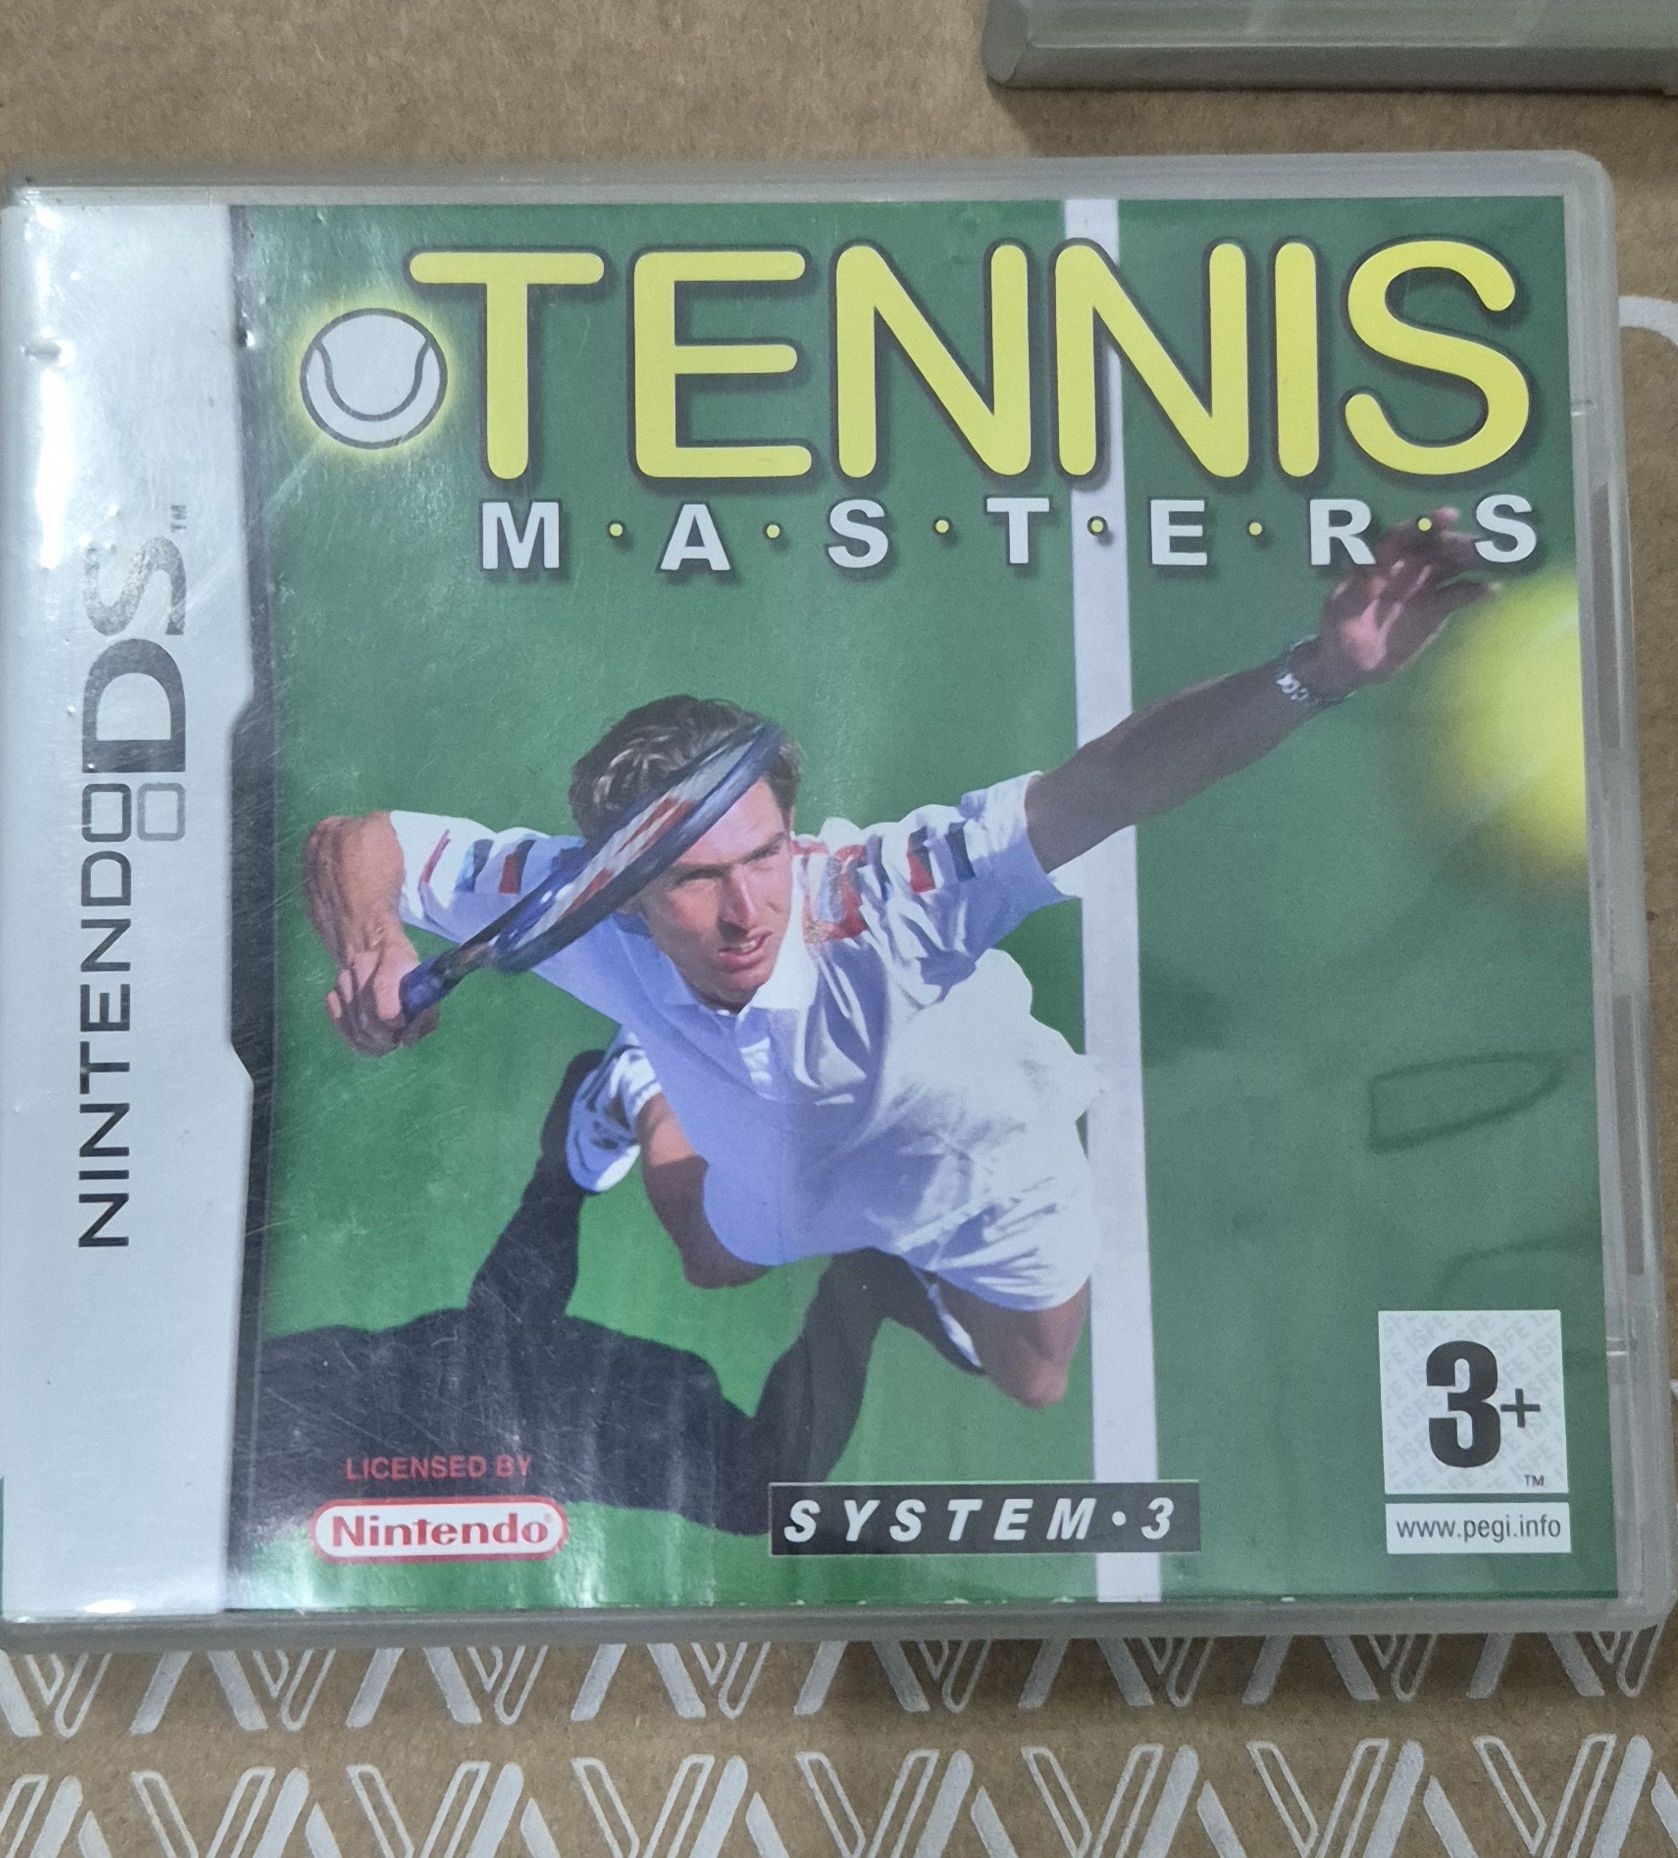 NINTENDO DS™
TENNIS
M·A·S·T·E·R·S
LICENSED BY
Nintendo®
SYSTEM·3
3+
™
www.pegi.info